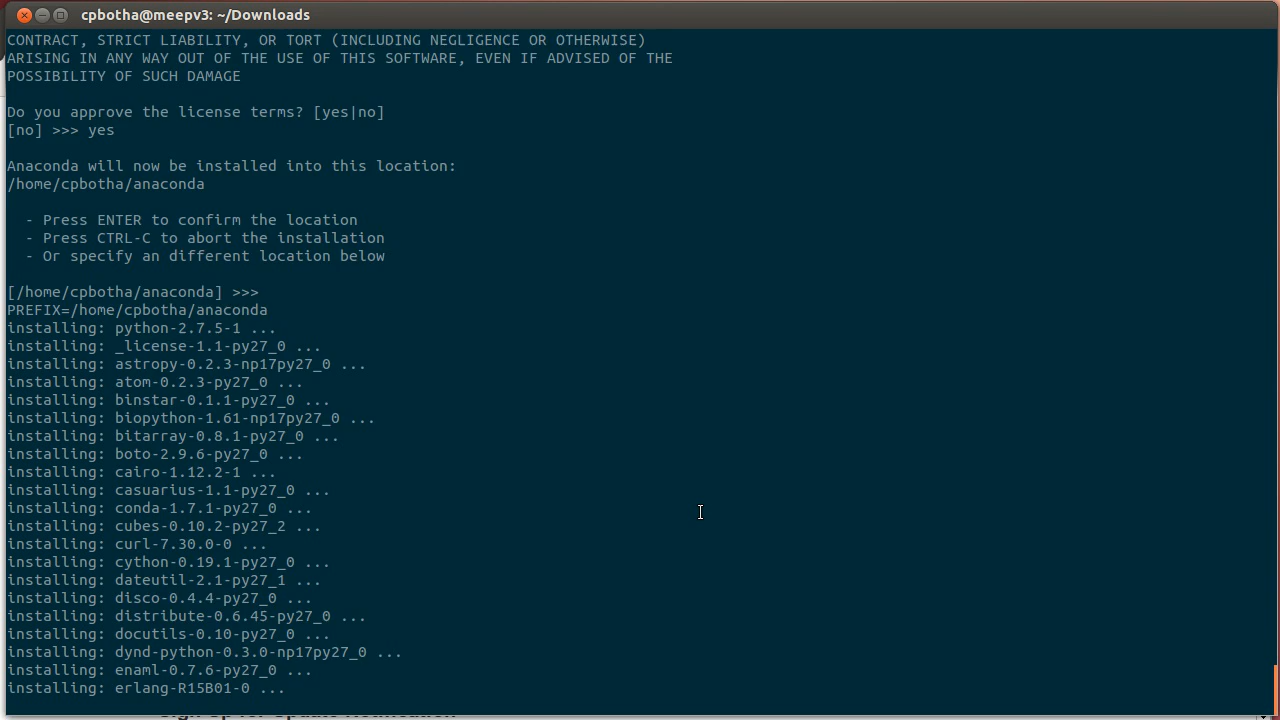 cpbotha@meepv3: ~/Downloads
CONTRACT, STRICT LIABILITY, OR TORT (INCLUDING NEGLIGENCE OR OTHERWISE)
ARISING IN ANY WAY OUT OF THE USE OF THIS SOFTWARE, EVEN IF ADVISED OF THE
POSSIBILITY OF SUCH DAMAGE
Do you approve the license terms? [yes|no]
[no] >>> yes
Anaconda will now be installed into this location:
/home/cpbotha/anaconda
- Press ENTER to confirm the location
- Press CTRL-C to abort the installation
- Or specify an different location below
[/home/cpbotha/anaconda] >>>
PREFIX=/home/cpbotha/anaconda
installing: python-2.7.5-1 ...
installing: _license-1.1-py27_0 ...
installing: astropy-0.2.3-np17py27_0 ...
installing: atom-0.2.3-py27_0 ...
installing: binstar-0.1.1-py27_0 ...
installing: biopython-1.61-np17py27_0 ...
installing: bitarray-0.8.1-py27_0 ...
installing: boto-2.9.6-py27_0 ...
installing: cairo-1.12.2-1 ...
installing: casuarius-1.1-py27_0 ...
installing: conda-1.7.1-py27_0 ...
installing: cubes-0.10.2-py27_2 ...
installing: curl-7.30.0-0 ...
installing: cython-0.19.1-py27_0 ...
installing: dateutil-2.1-py27_1 ...
installing: disco-0.4.4-py27_0 ...
installing: distribute-0.6.45-py27_0 ...
installing: docutils-0.10-py27_0 ...
installing: dynd-python-0.3.0-np17py27_0 ...
installing: enaml-0.7.6-py27_0 ...
installing: erlang-R15B01-0 ...